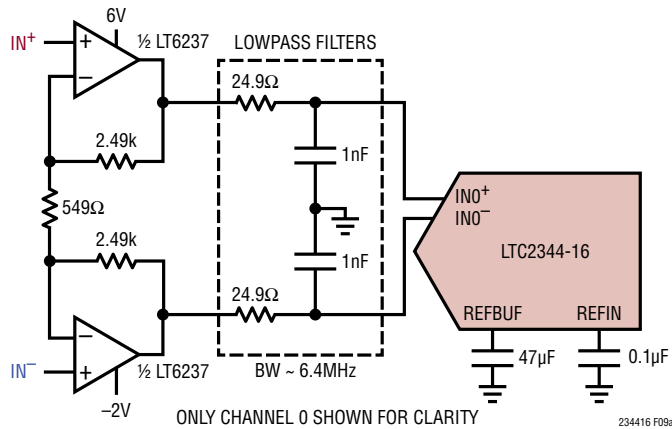 6V
IN+
½ LT6237
LOWPASS FILTERS
24.9Ω
2.49k
1nF
549Ω
IN0+
IN0−
LTC2344-16
2.49k
1nF
24.9Ω
REFBUF
REFIN
47µF
0.1µF
IN−
½ LT6237
BW ~ 6.4MHz
−2V
ONLY CHANNEL 0 SHOWN FOR CLARITY